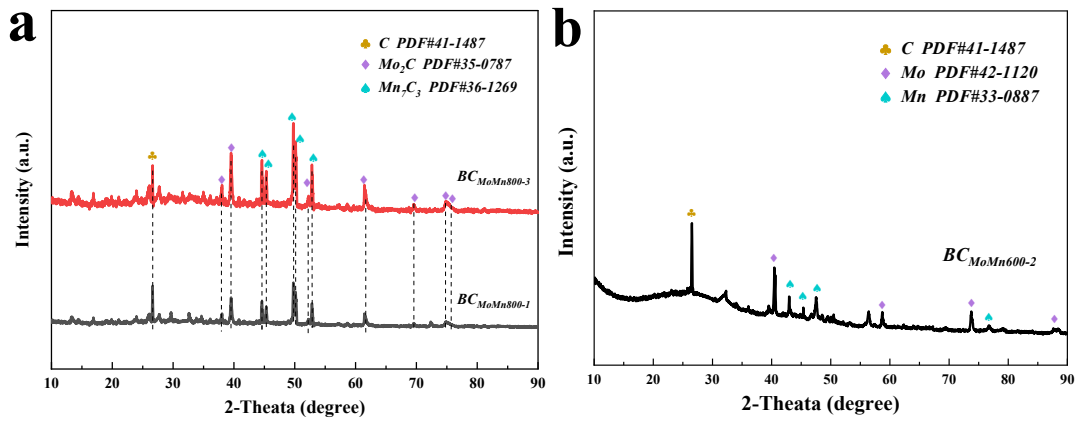 a
C PDF#41-1487
Mo2C PDF#35-0787
Mn7C3 PDF#36-1269
BCMoMn800-3
BCMoMn800-1
Intensity (a.u.)
10 20 30 40 50 60 70 80 90
2-Theata (degree)
b
C PDF#41-1487
Mo PDF#42-1120
Mn PDF#33-0887
BCMoMn600-2
Intensity (a.u.)
10 20 30 40 50 60 70 80 90
2-Theata (degree)